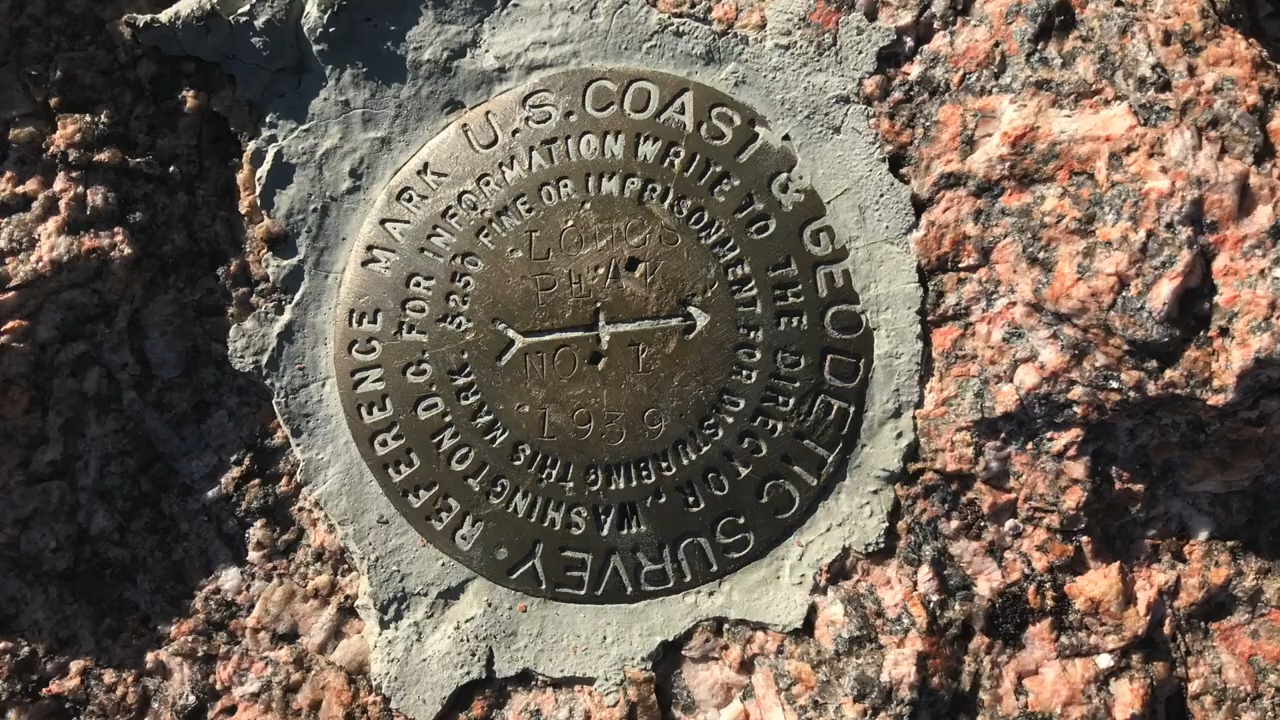 U.S. COAST & GEODETIC SURVEY • REFERENCE MARK
FOR INFORMATION WRITE TO THE DIRECTOR, WASHINGTON, D.C.
$250 FINE OR IMPRISONMENT FOR DISTURBING THIS MARK.
LONGS
PEAK
NO 1
1939